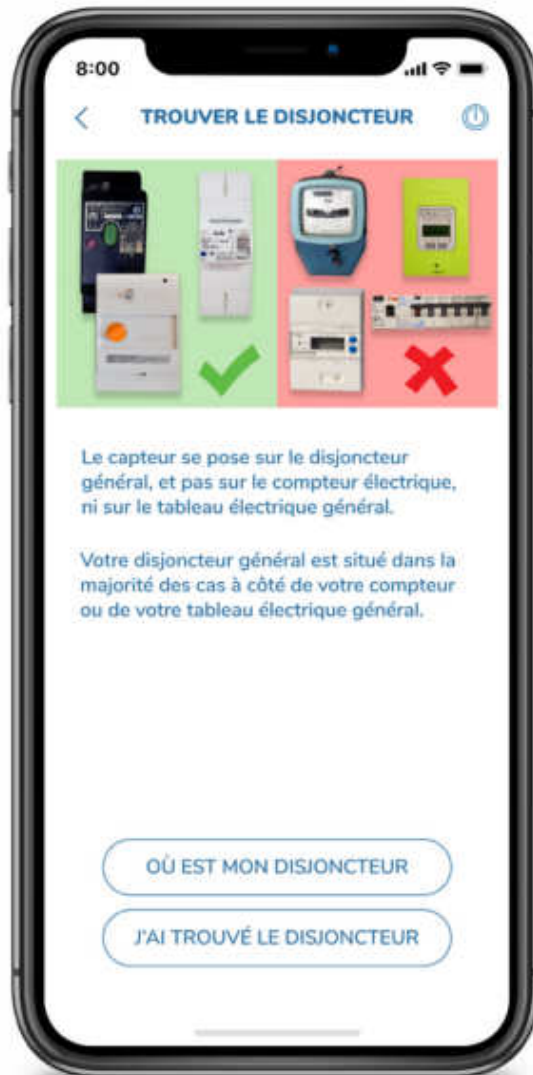 8:00
TROUVER LE DISJONCTEUR
Le capteur se pose sur le disjoncteur
général, et pas sur le compteur électrique,
ni sur le tableau électrique général.
Votre disjoncteur général est situé dans la
majorité des cas à côté de votre compteur
ou de votre tableau électrique général.
OÙ EST MON DISJONCTEUR
J'AI TROUVÉ LE DISJONCTEUR